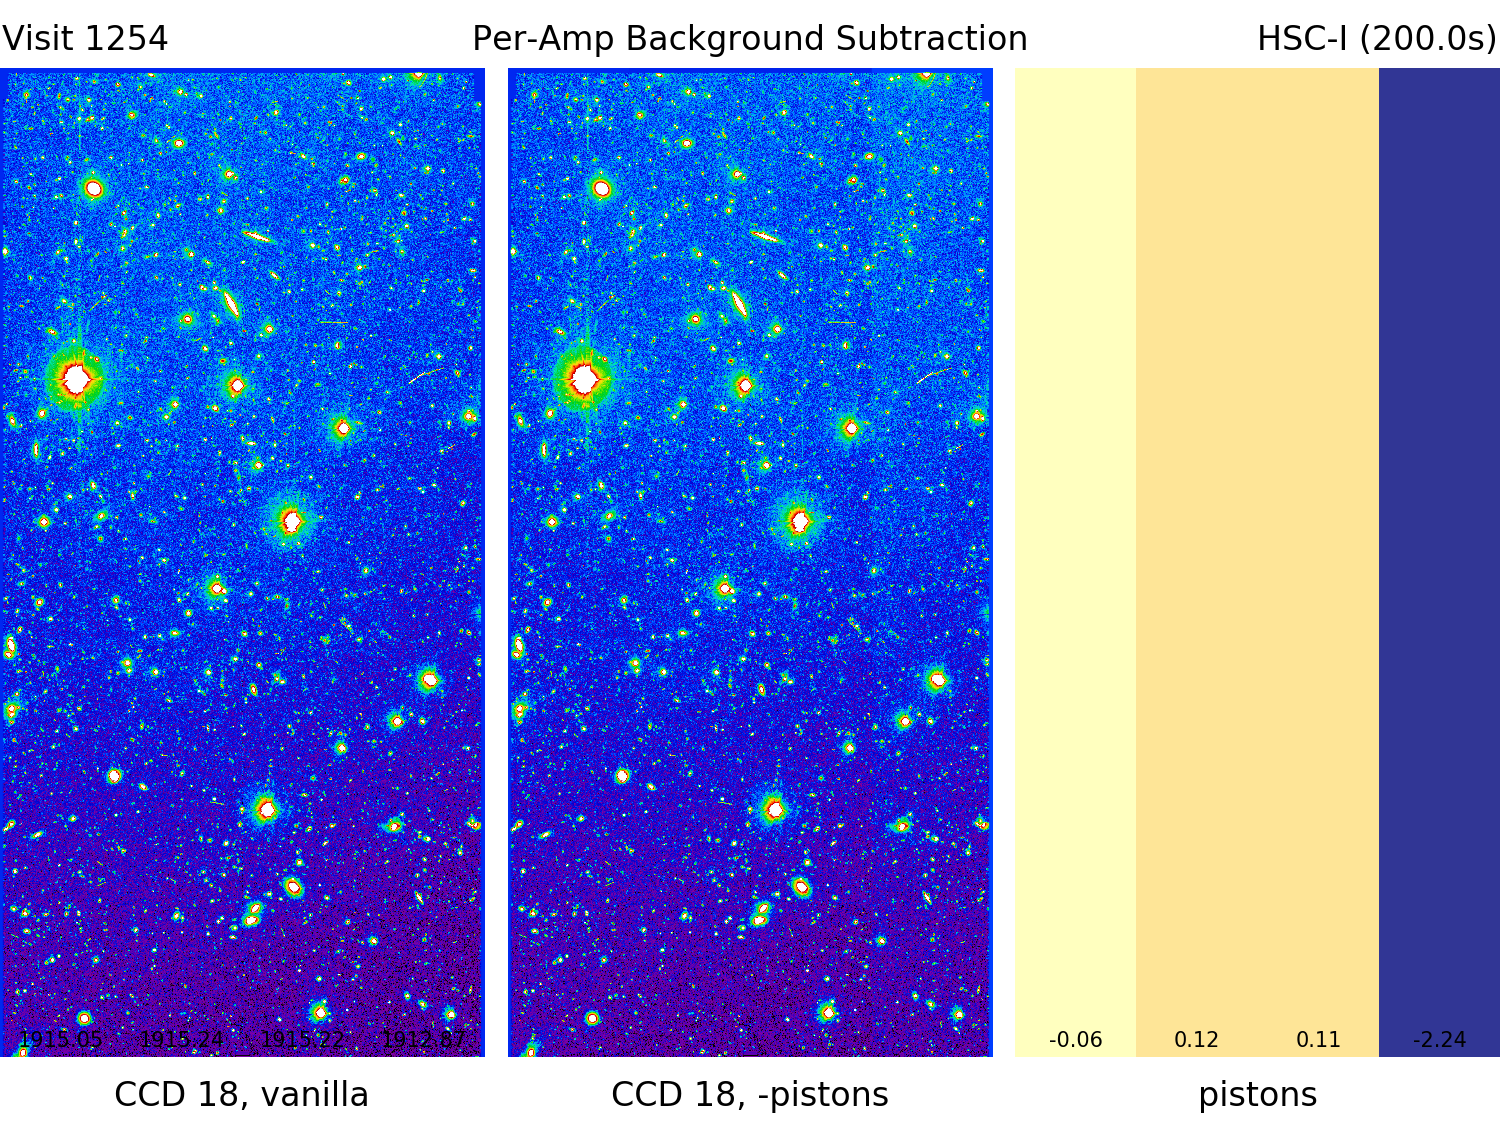 Visit 1254 Per-Amp Background Subtraction HSC-I (200.0s)
1915.05 1915.24 1915.22 1912.87 -0.06 0.12 0.11 -2.24
CCD 18, vanilla CCD 18, -pistons pistons